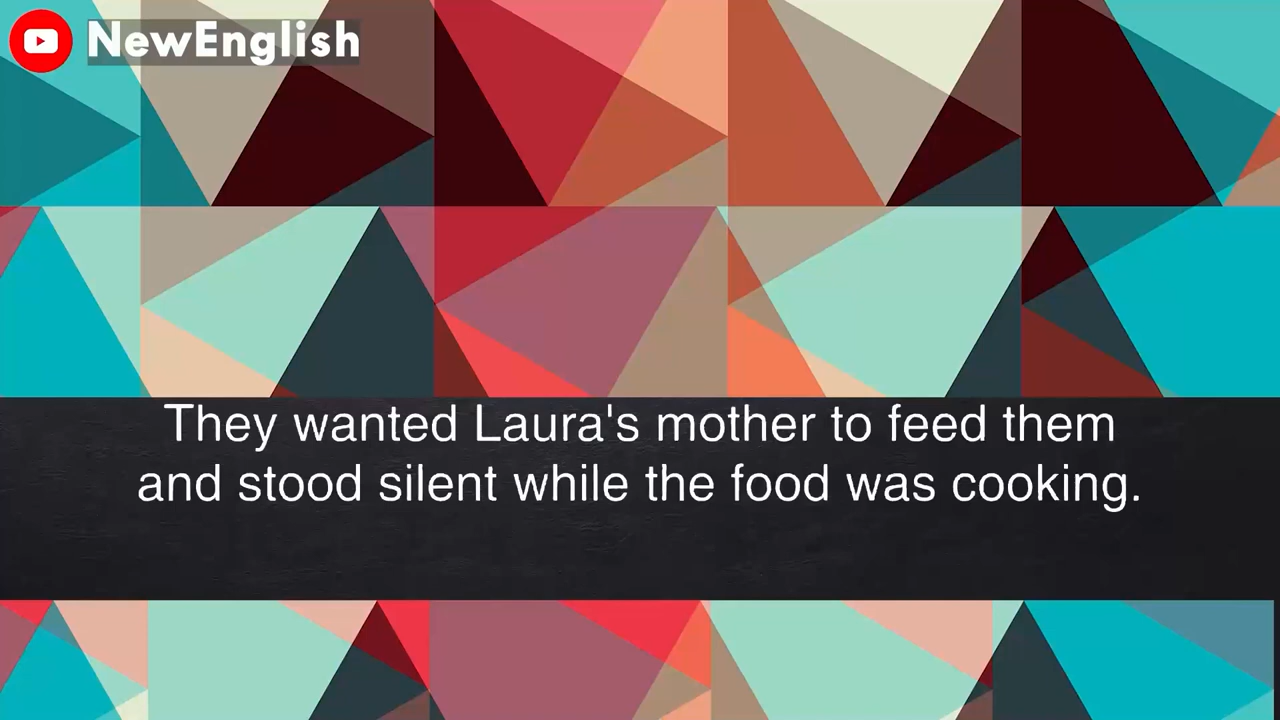 NewEnglish
They wanted Laura's mother to feed them
and stood silent while the food was cooking.